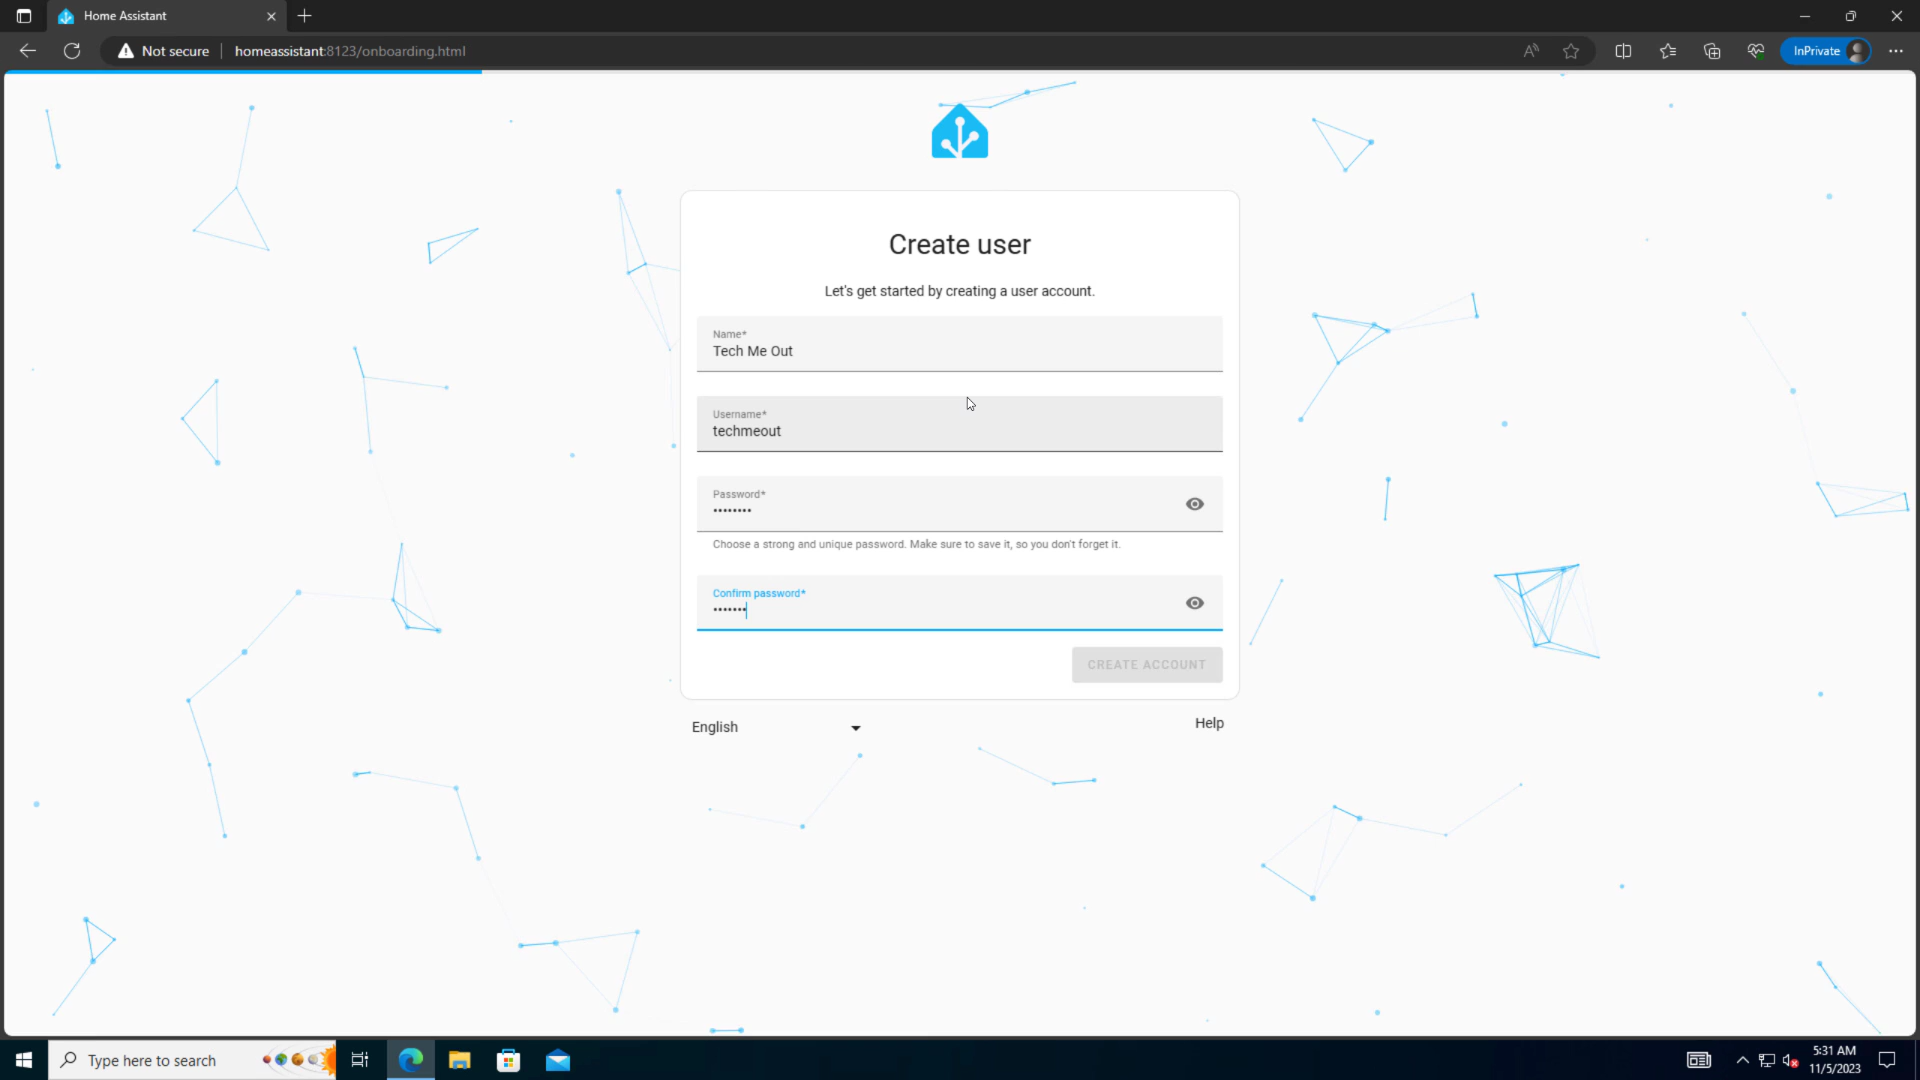 Home Assistant
Not secure
homeassistant:8123/onboarding.html
InPrivate
Create user
Let's get started by creating a user account.
Name*
Tech Me Out
Username*
techmeout
Password*
••••••••
Choose a strong and unique password. Make sure to save it, so you don't forget it.
Confirm password*
•••••••
CREATE ACCOUNT
English
Help
Type here to search
5:31 AM
11/5/2023